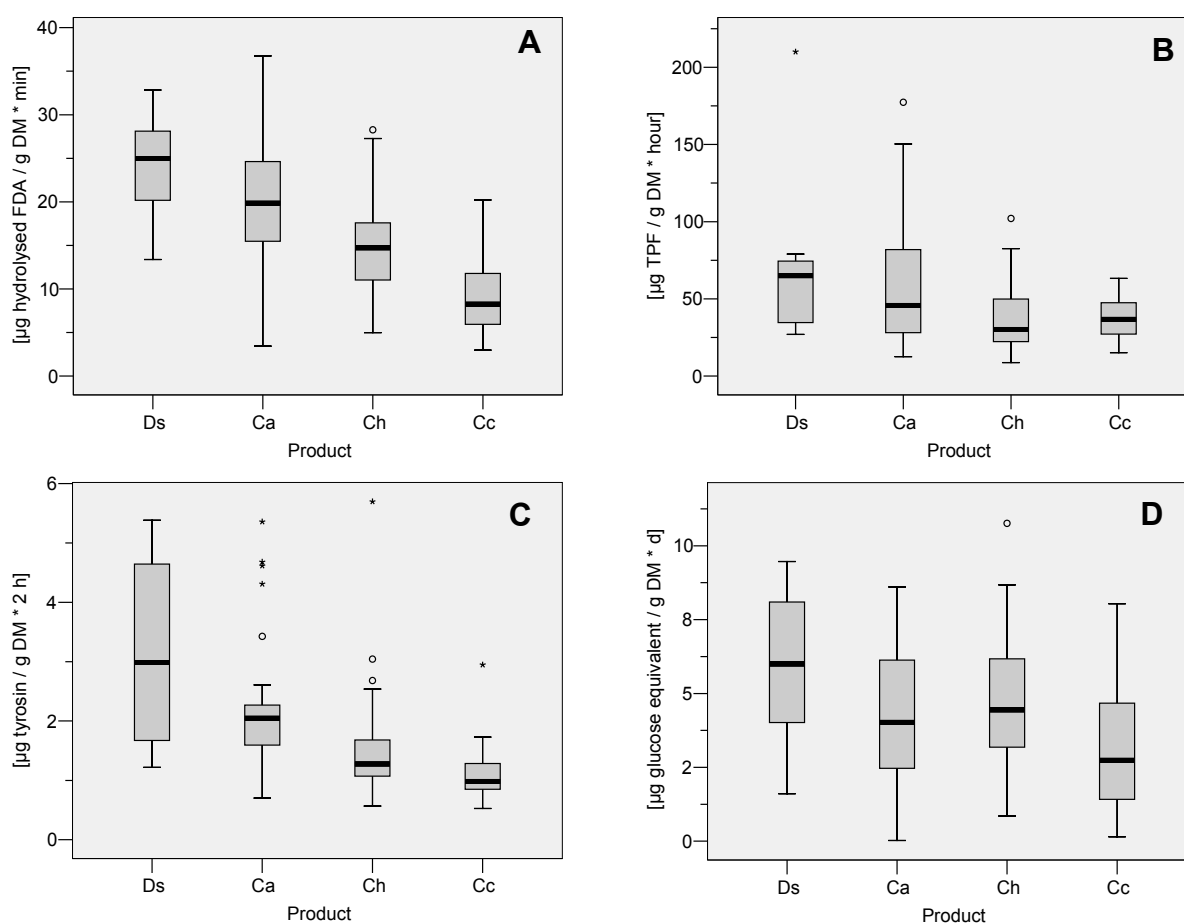 A
[µg hydrolysed FDA / g DM * min]
40
30
20
10
0
Ds Ca Ch Cc
Product
B
[µg TPF / g DM * hour]
200
150
100
50
0
Ds Ca Ch Cc
Product
C
[µg tyrosin / g DM * 2 h]
6
4
2
0
Ds Ca Ch Cc
Product
D
[µg glucose equivalent / g DM * d]
10
8
5
2
0
Ds Ca Ch Cc
Product